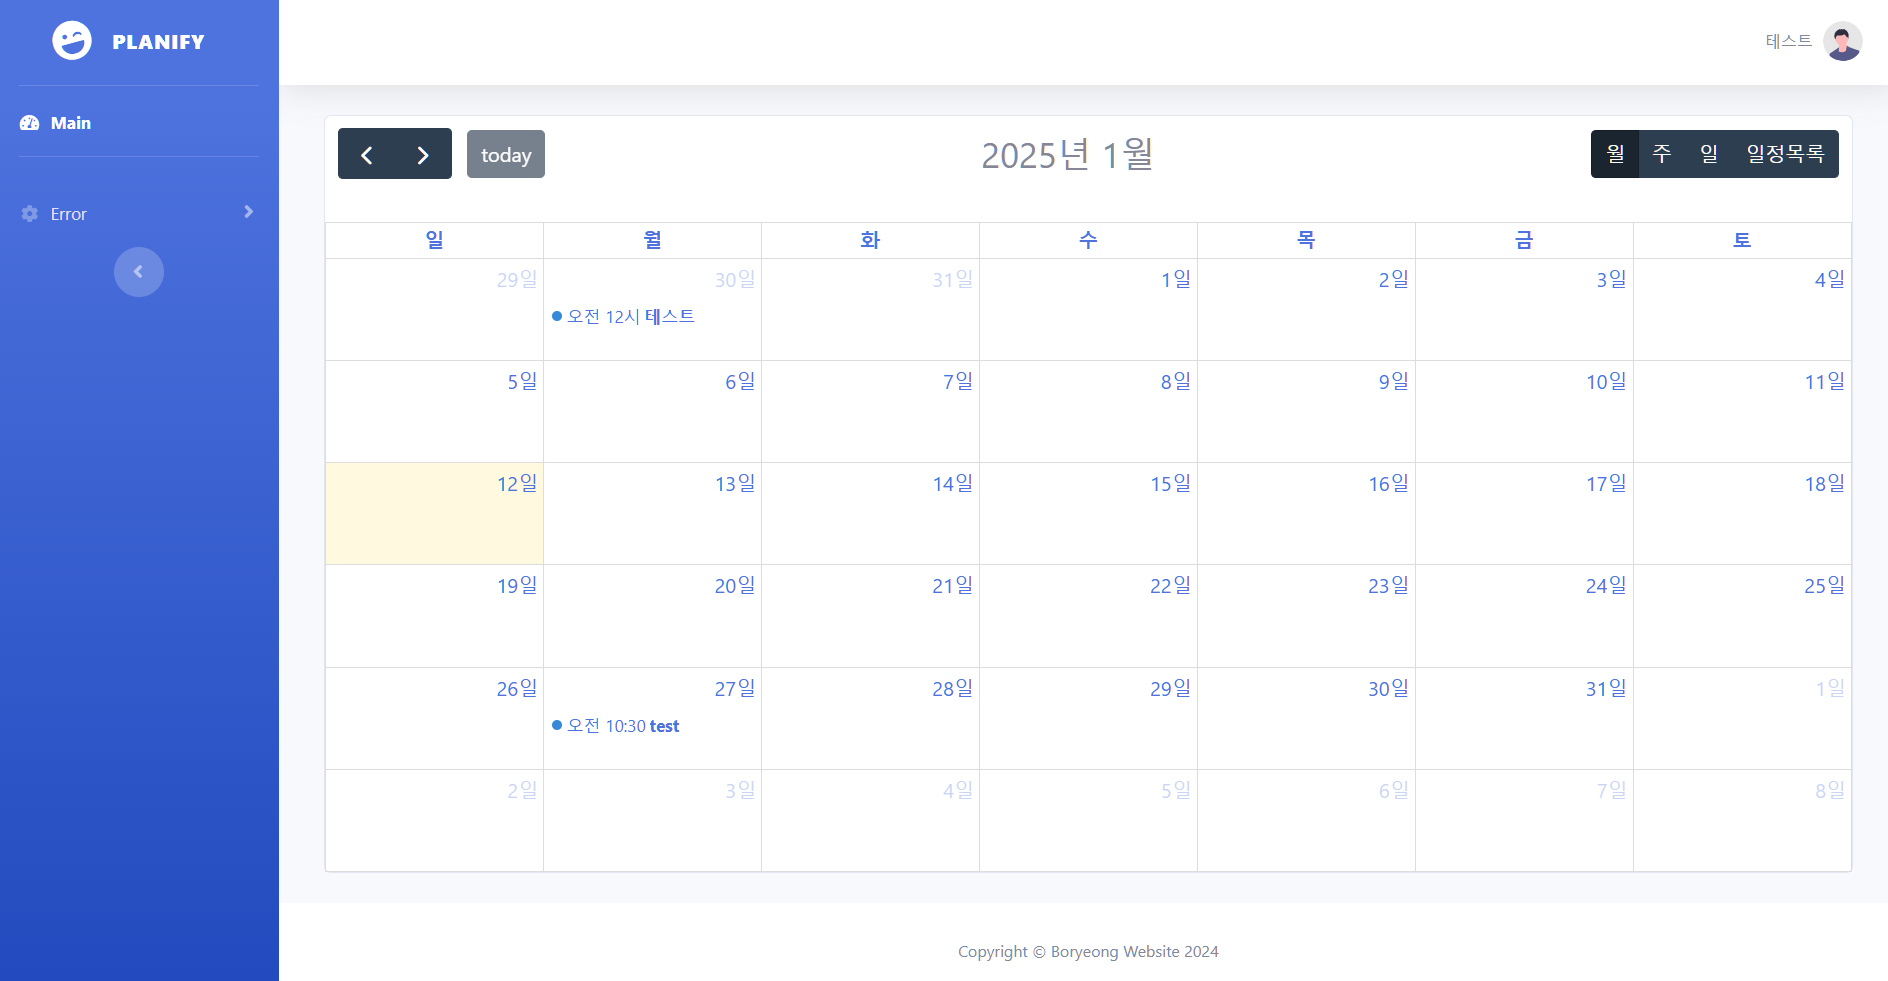 PLANIFY
테스트
Main
Error
today
2025년 1월
월 주 일 일정목록
일 월 화 수 목 금 토
29일 30일 31일 1일 2일 3일 4일
오전 12시 테스트
5일 6일 7일 8일 9일 10일 11일
12일 13일 14일 15일 16일 17일 18일
19일 20일 21일 22일 23일 24일 25일
26일 27일 28일 29일 30일 31일 1일
오전 10:30 test
2일 3일 4일 5일 6일 7일 8일
Copyright © Boryeong Website 2024